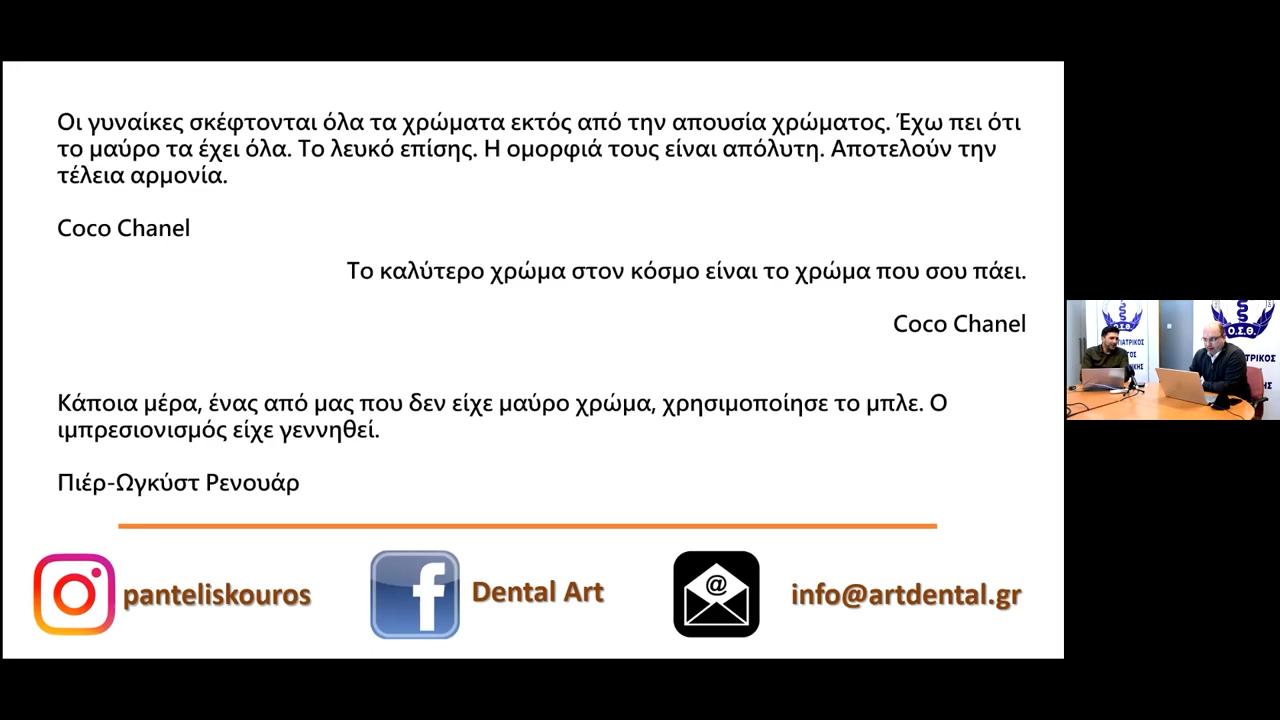 Οι γυναίκες σκέφτονται όλα τα χρώματα εκτός από την απουσία χρώματος. Έχω πει ότι
το μαύρο τα έχει όλα. Το λευκό επίσης. Η ομορφιά τους είναι απόλυτη. Αποτελούν την
τέλεια αρμονία.
Coco Chanel
Το καλύτερο χρώμα στον κόσμο είναι το χρώμα που σου πάει.
Coco Chanel
Κάποια μέρα, ένας από μας που δεν είχε μαύρο χρώμα, χρησιμοποίησε το μπλε. Ο
ιμπρεσιονισμός είχε γεννηθεί.
Πιέρ-Ωγκύστ Ρενουάρ
panteliskouros
Dental Art
info@artdental.gr
Ο.Σ.Θ.